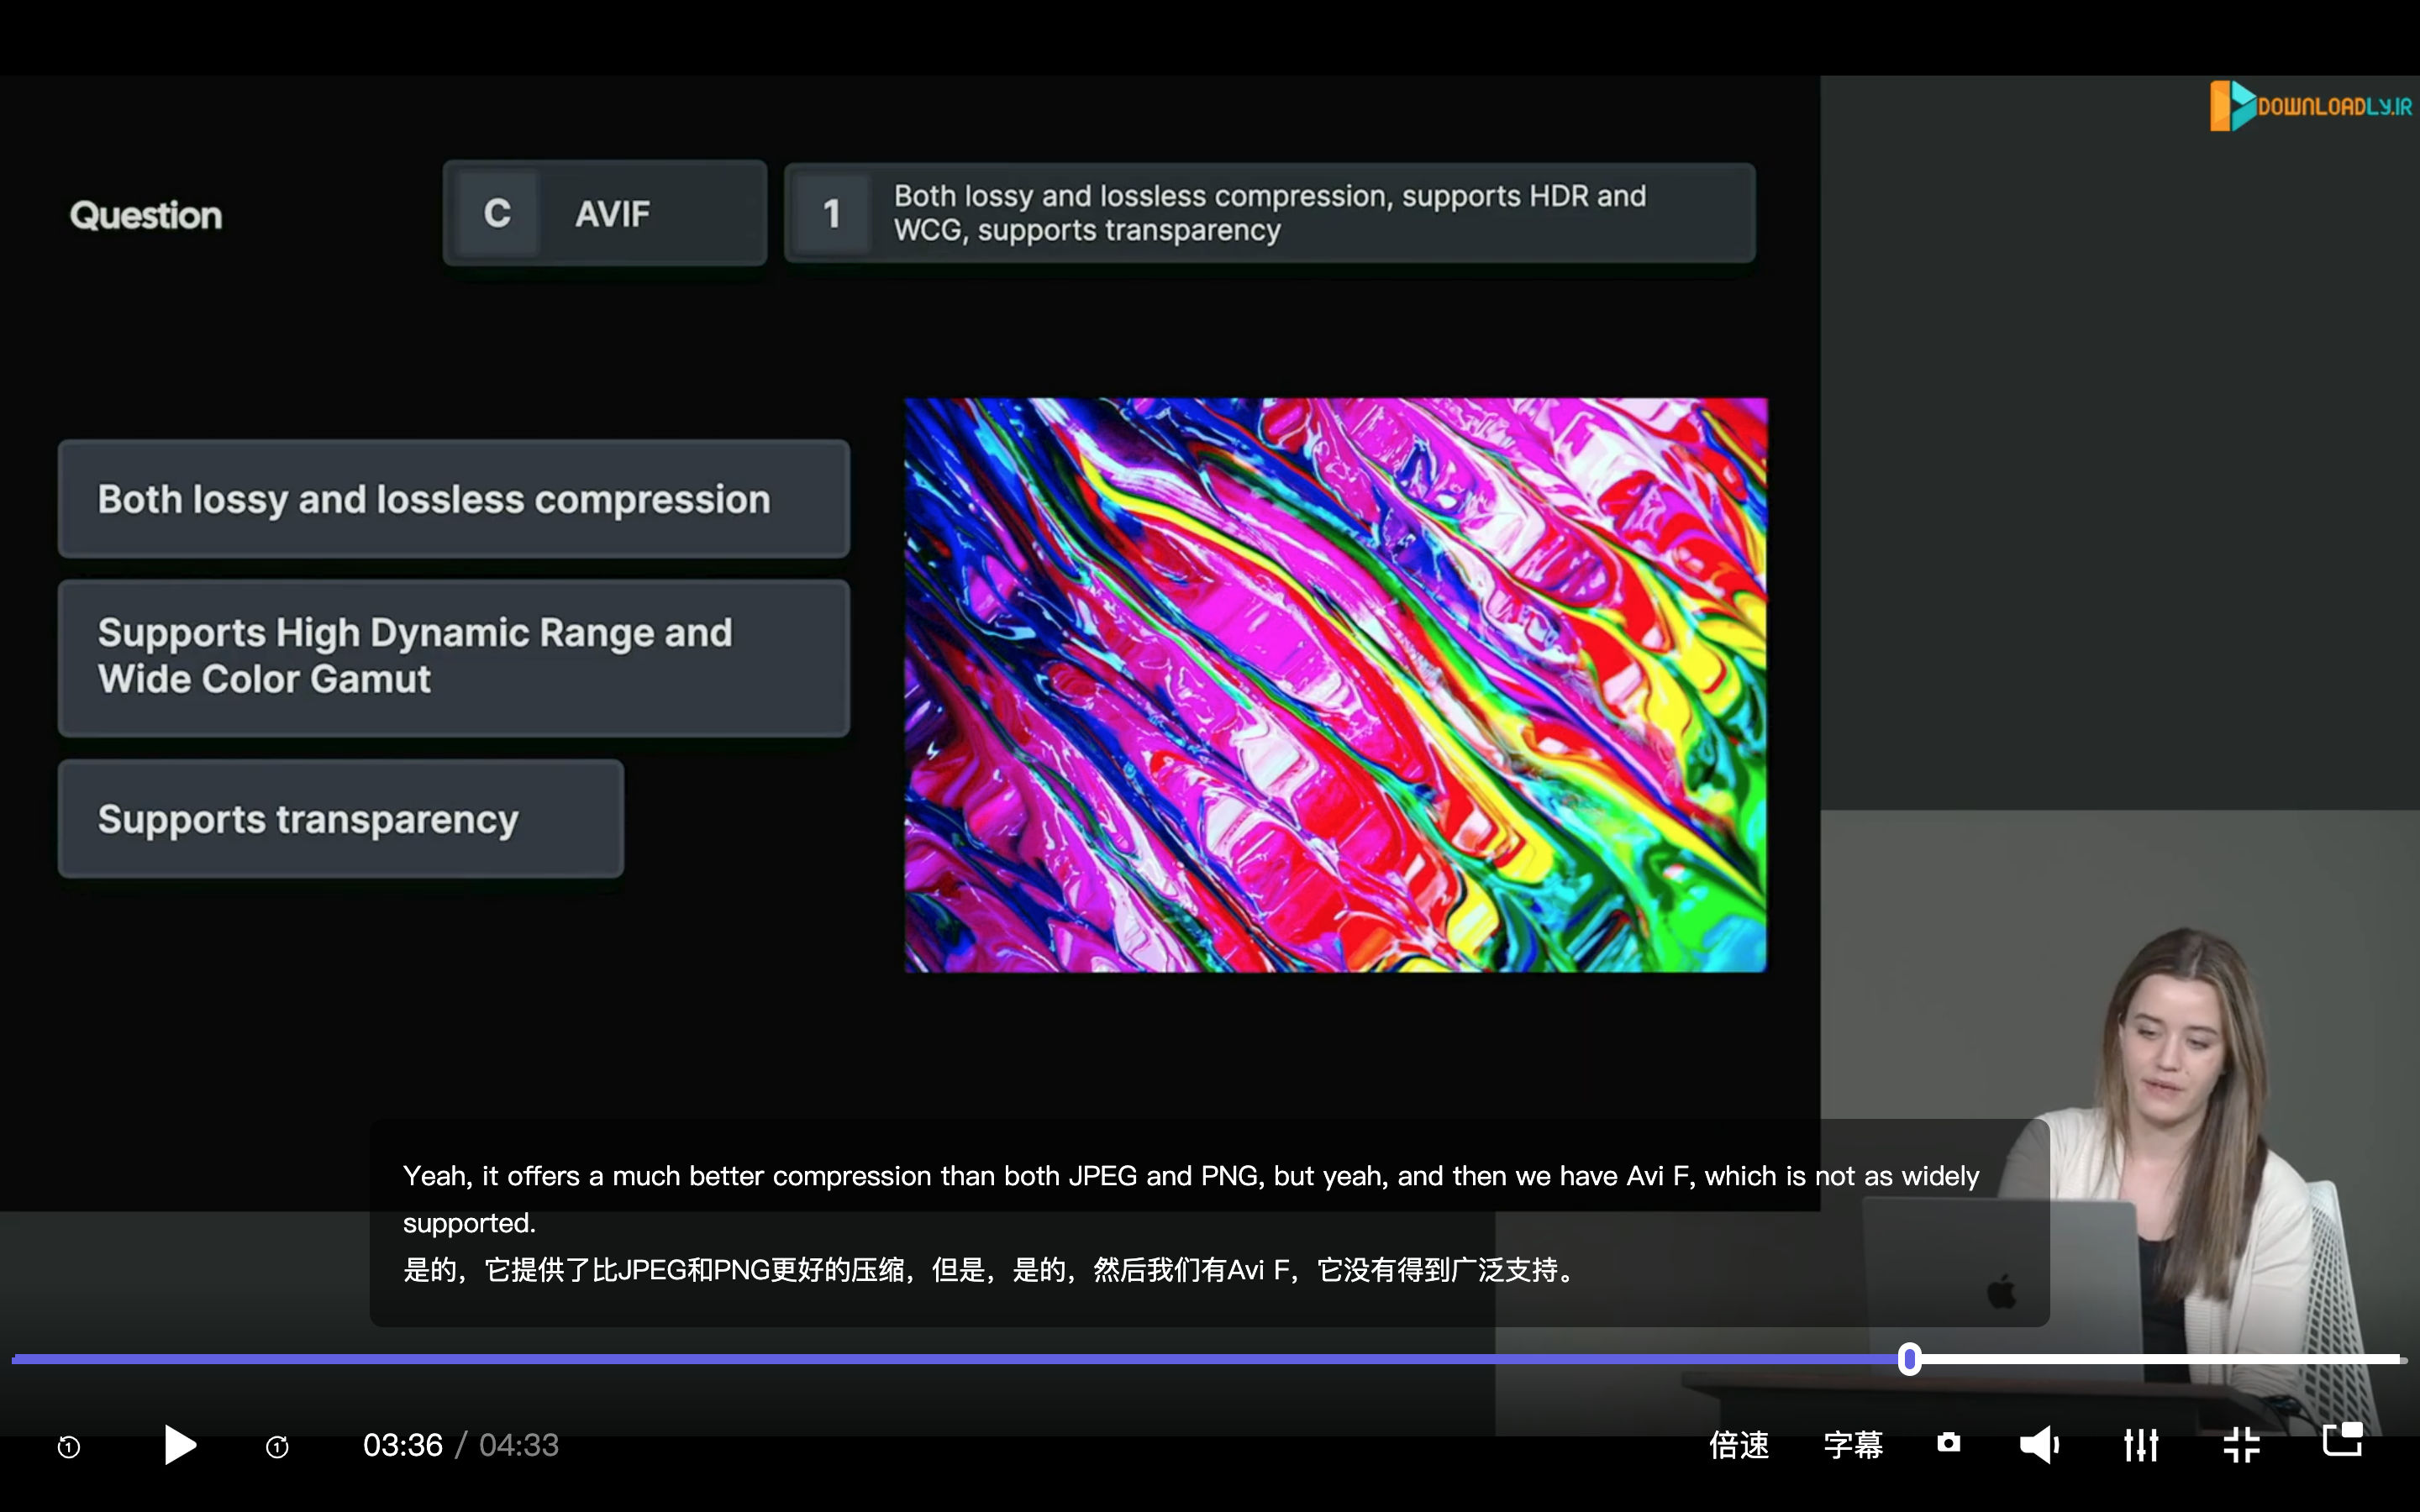 DOWNLOADLY.IR
Question
C
AVIF
1
Both lossy and lossless compression, supports HDR and
WCG, supports transparency
Both lossy and lossless compression
Supports High Dynamic Range and
Wide Color Gamut
Supports transparency
Yeah, it offers a much better compression than both JPEG and PNG, but yeah, and then we have Avi F, which is not as widely
supported.
是的，它提供了比JPEG和PNG更好的压缩，但是，是的，然后我们有Avi F，它没有得到广泛支持。
1
1
03:36 / 04:33
倍速
字幕